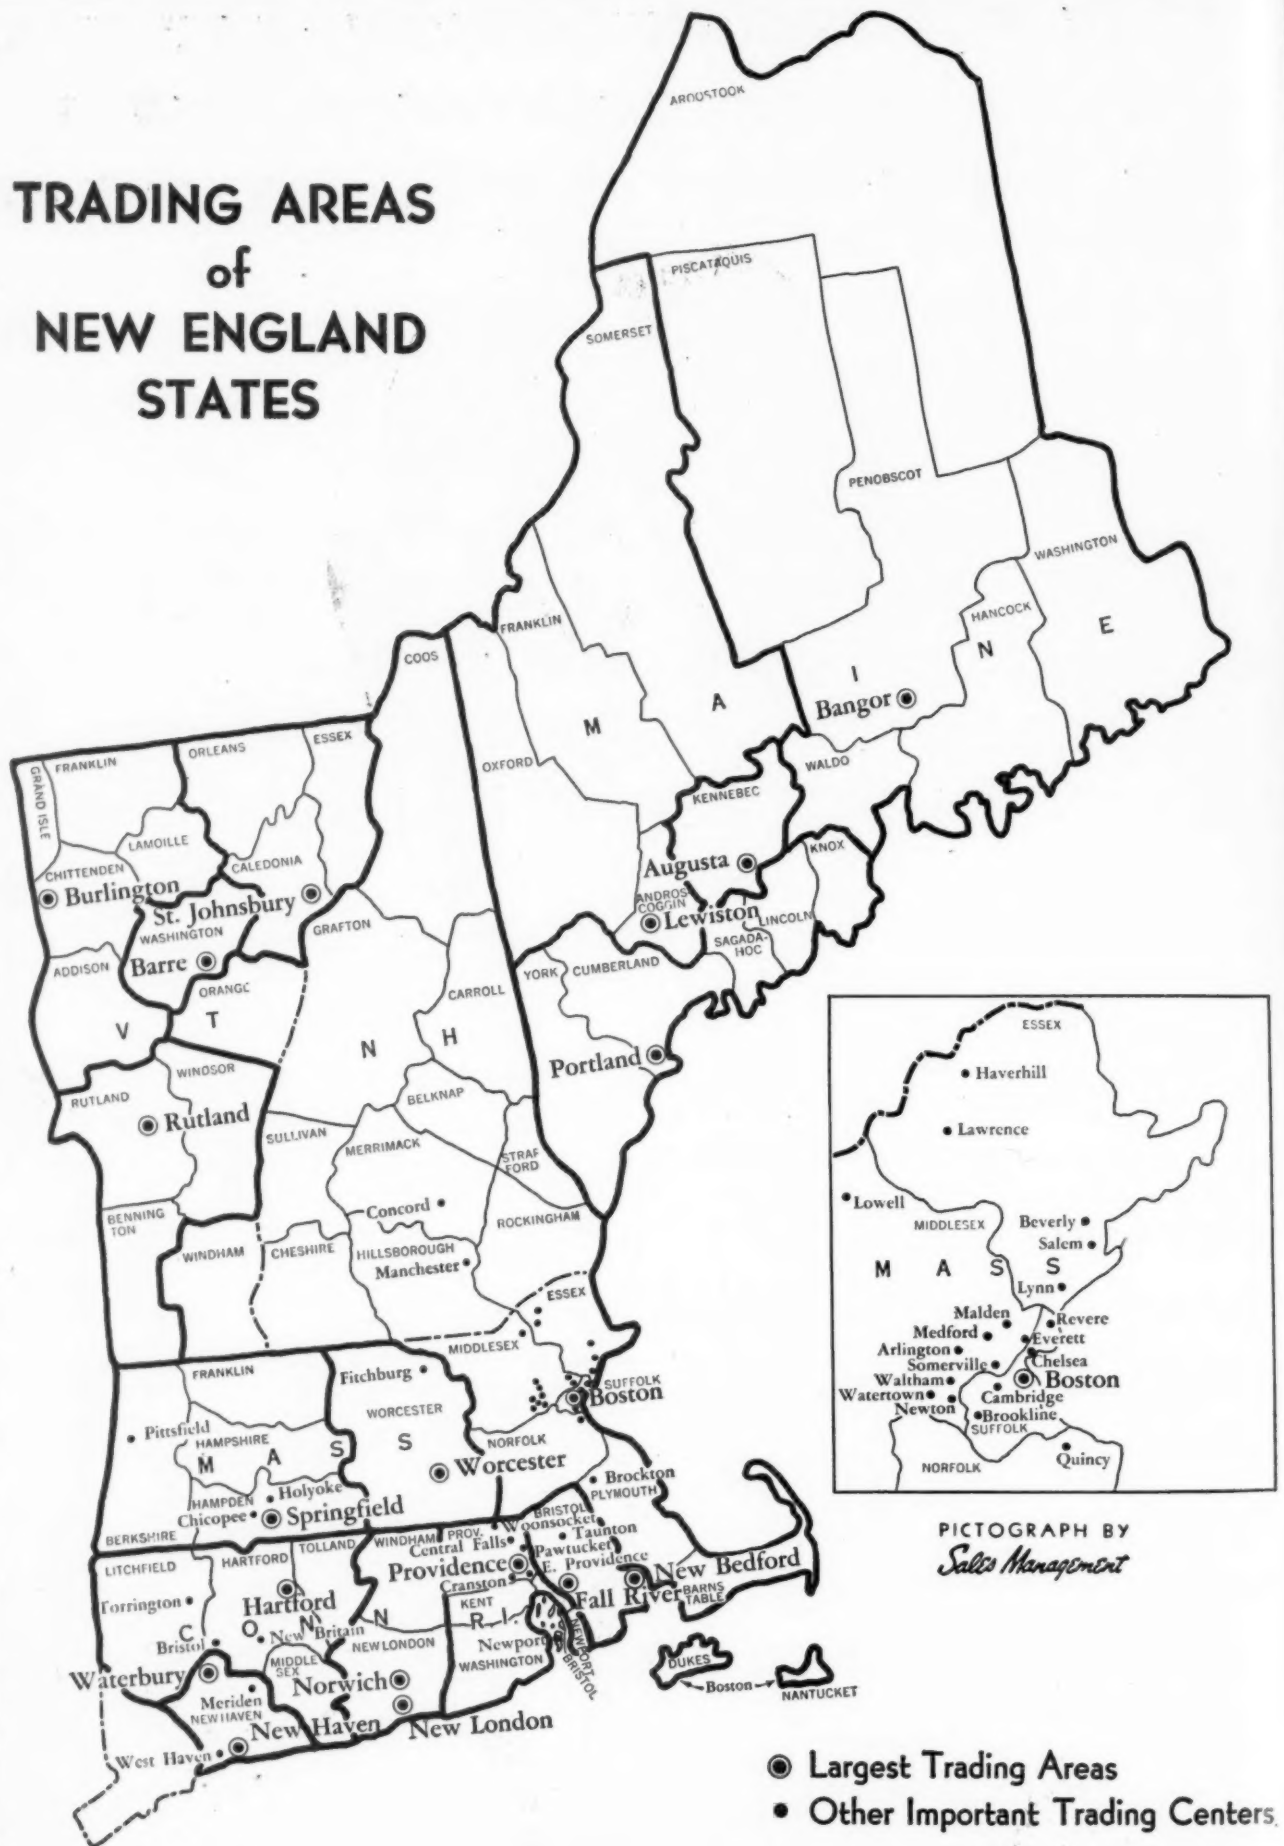 TRADING AREAS
of
NEW ENGLAND
STATES
AROOSTOOK
PISCATAQUIS
SOMERSET
PENOBSCOT
WASHINGTON
HANCOCK
FRANKLIN
M A I N E
Bangor
OXFORD
WALDO
KENNEBEC
KNOX
Augusta
ANDROS-
COGGIN
Lewiston
LINCOLN
SAGADA-
HOC
YORK
CUMBERLAND
Portland
COOS
GRAFTON
CARROLL
N H
BELKNAP
SULLIVAN
MERRIMACK
STRAF
FORD
Concord
ROCKINGHAM
CHESHIRE
HILLSBOROUGH
Manchester
GRAND ISLE
FRANKLIN
ORLEANS
ESSEX
LAMOILLE
CHITTENDEN
CALEDONIA
Burlington
St. Johnsbury
WASHINGTON
Barre
ADDISON
ORANGE
V T
WINDSOR
RUTLAND
Rutland
BENNING
TON
WINDHAM
ESSEX
MIDDLESEX
FRANKLIN
Fitchburg
SUFFOLK
Boston
WORCESTER
Pittsfield
HAMPSHIRE
M A S S
NORFOLK
Worcester
HAMPDEN
Holyoke
Chicopee
Springfield
BERKSHIRE
Brockton
PLYMOUTH
BRISTOL
Taunton
New Bedford
Fall River
BARNS
TABLE
DUKES
Boston
NANTUCKET
WINDHAM
PROV.
Woonsocket
Central Falls
Pawtucket
Providence
E. Providence
Cranston
KENT
R. I.
Newport
NEWPORT
BRISTOL
WASHINGTON
LITCHFIELD
HARTFORD
TOLLAND
Torrington
Hartford
C O N N
Bristol
New Britain
NEW LONDON
MIDDLE
SEX
Waterbury
Norwich
Meriden
NEW HAVEN
New Haven
New London
West Haven
ESSEX
Haverhill
Lawrence
Lowell
MIDDLESEX
Beverly
Salem
M A S S
Lynn
Malden
Revere
Medford
Everett
Arlington
Chelsea
Somerville
Waltham
Boston
Watertown
Cambridge
Newton
Brookline
SUFFOLK
NORFOLK
Quincy
PICTOGRAPH BY
Sales Management
Largest Trading Areas
Other Important Trading Centers